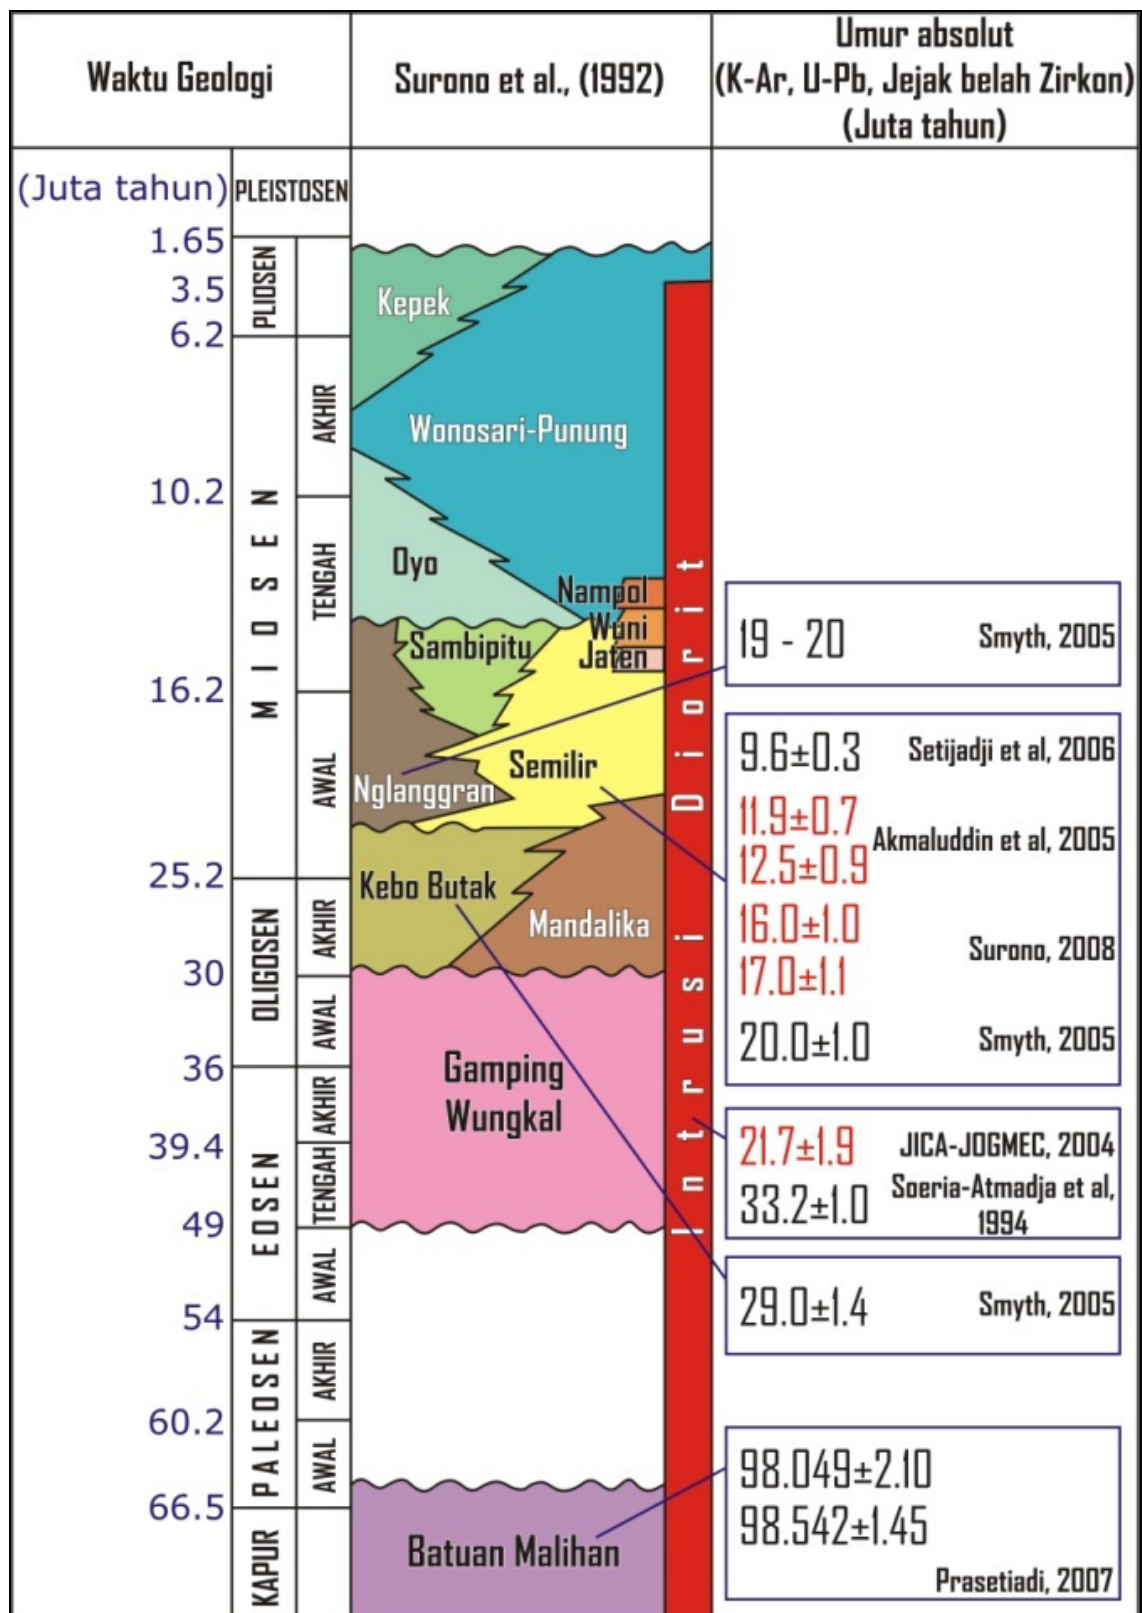 Waktu Geologi
Surono et al., (1992)
Umur absolut
(K-Ar, U-Pb, Jejak belah Zirkon)
(Juta tahun)
(Juta tahun)
PLEISTOSEN
1.65
3.5
6.2
10.2
16.2
25.2
30
36
39.4
49
54
60.2
66.5
PLIOSEN
MIOSEN
AKHIR
TENGAH
AWAL
OLIGOSEN
AKHIR
AWAL
EOSEN
AKHIR
TENGAH
AWAL
PALEOSEN
AKHIR
AWAL
KAPUR
Kepek
Wonosari-Punung
Oyo
Nampol
Wuni
Jaten
Sambipitu
Semilir
Nglanggran
Kebo Butak
Mandalika
Gamping
Wungkal
Batuan Malihan
Intrusi Diorit
19 - 20 Smyth, 2005
9.6±0.3 Setijadji et al, 2006
11.9±0.7
Akmaluddin et al, 2005
12.5±0.9
16.0±1.0
Surono, 2008
17.0±1.1
20.0±1.0 Smyth, 2005
21.7±1.9 JICA-JOGMEC, 2004
33.2±1.0 Soeria-Atmadja et al,
1994
29.0±1.4 Smyth, 2005
98.049±2.10
98.542±1.45
Prasetiadi, 2007